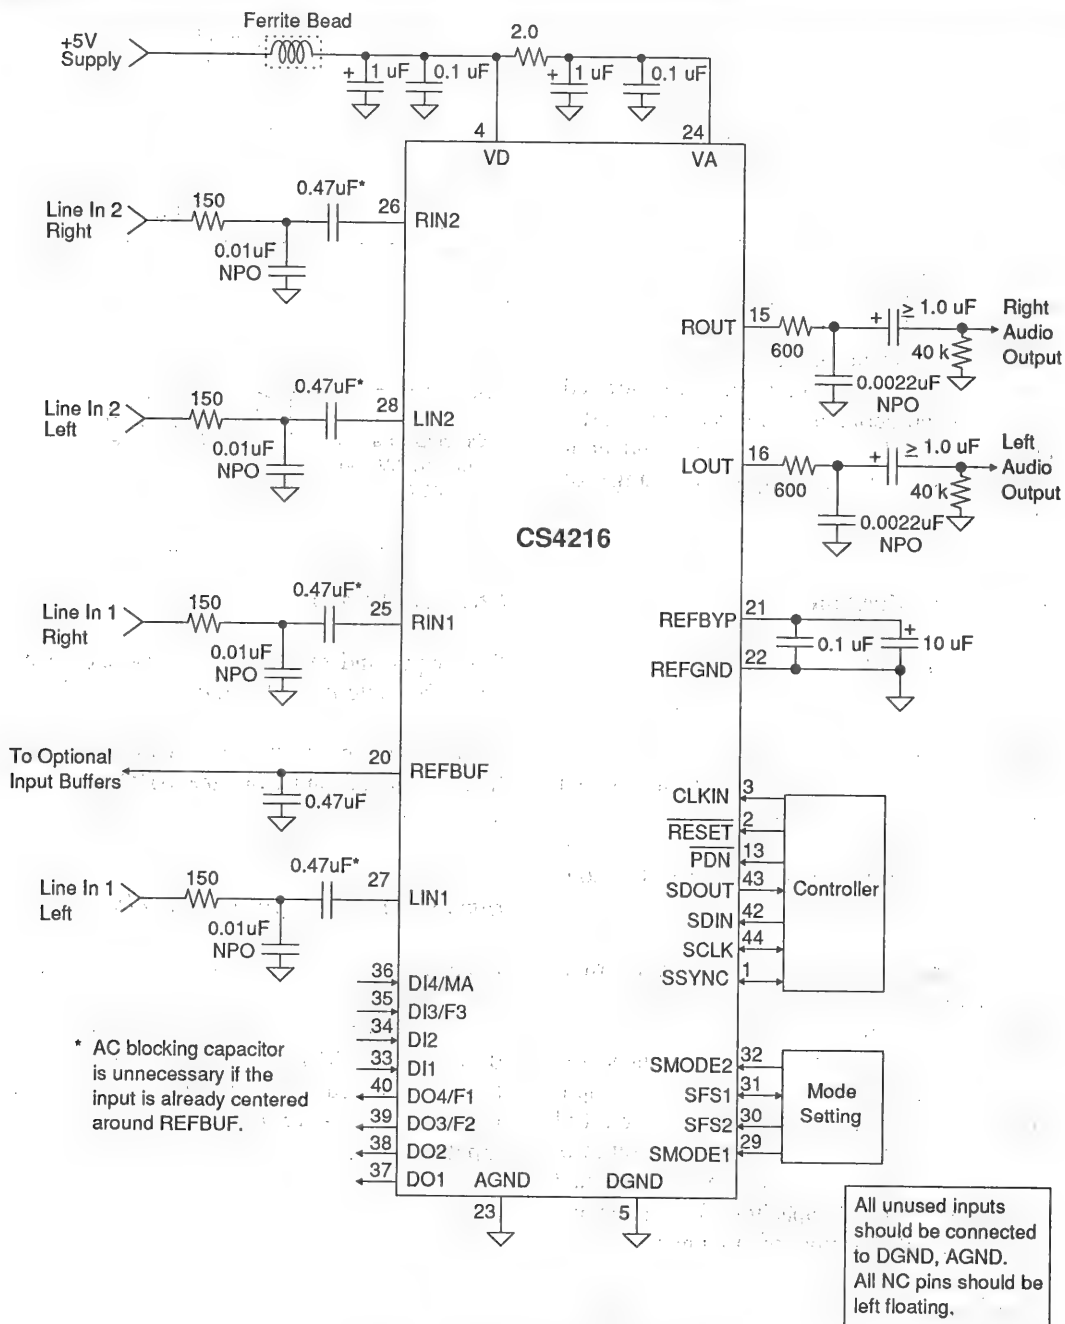 Ferrite Bead
+5V
Supply
2.0
+
1 uF
0.1 uF
+
1 uF
0.1 uF
4
24
VD
VA
Line In 2
Right
150
0.47uF*
26
RIN2
0.01uF
NPO
ROUT
15
600
+
≥ 1.0 uF
40 k
Right
Audio
Output
0.0022uF
NPO
Line In 2
Left
150
0.47uF*
28
LIN2
0.01uF
NPO
LOUT
16
600
+
≥ 1.0 uF
40 k
Left
Audio
Output
0.0022uF
NPO
CS4216
Line In 1
Right
150
0.47uF*
25
RIN1
0.01uF
NPO
REFBYP
21
0.1 uF
+
10 uF
REFGND
22
To Optional
Input Buffers
20
REFBUF
0.47uF
Line In 1
Left
150
0.47uF*
27
LIN1
0.01uF
NPO
CLKIN
3
RESET
2
PDN
13
SDOUT
43
SDIN
42
SCLK
44
SSYNC
1
Controller
36
DI4/MA
35
DI3/F3
34
DI2
33
DI1
40
DO4/F1
39
DO3/F2
38
DO2
37
DO1
* AC blocking capacitor
is unnecessary if the
input is already centered
around REFBUF.
SMODE2
32
SFS1
31
SFS2
30
SMODE1
29
Mode
Setting
AGND
DGND
23
5
All unused inputs
should be connected
to DGND, AGND.
All NC pins should be
left floating.